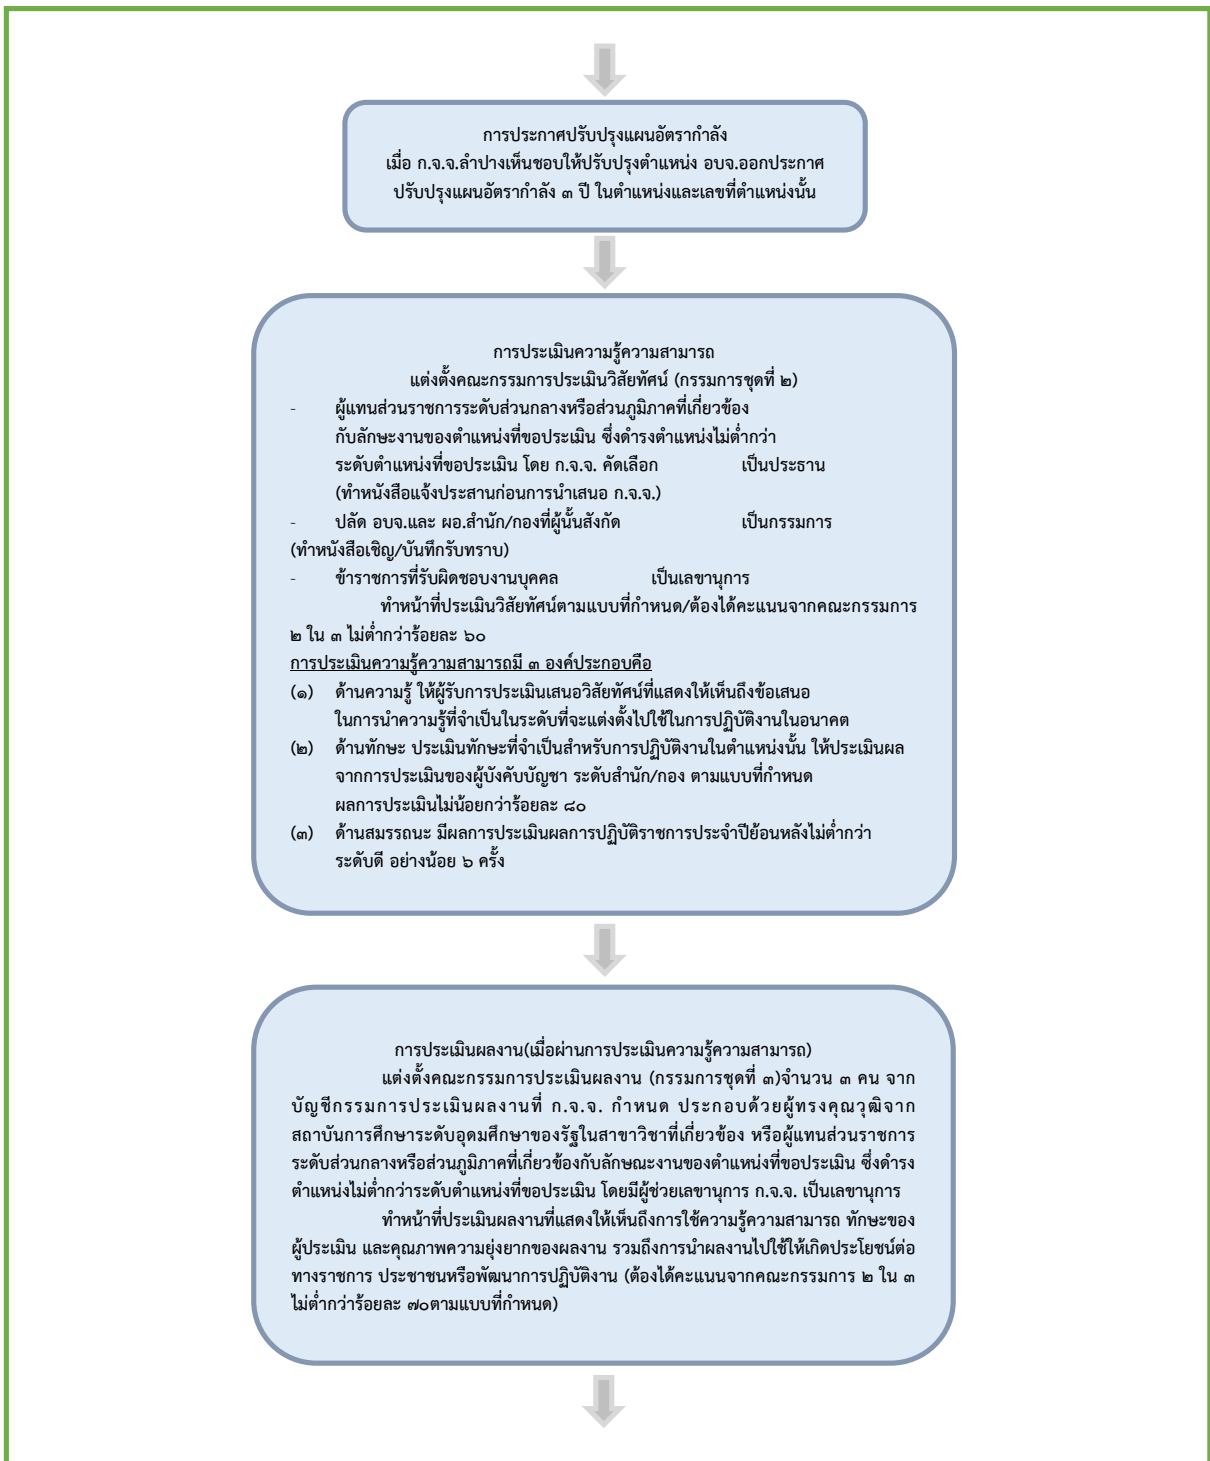 การประกาศปรับปรุงแผนอัตรากำลัง
เมื่อ ก.จ.จ.ลำปางเห็นชอบให้ปรับปรุงตำแหน่ง อบจ.ออกประกาศ
ปรับปรุงแผนอัตรากำลัง ๓ ปี ในตำแหน่งและเลขที่ตำแหน่งนั้น
การประเมินความรู้ความสามารถ
แต่งตั้งคณะกรรมการประเมินวิสัยทัศน์ (กรรมการชุดที่ ๒)
- ผู้แทนส่วนราชการระดับส่วนกลางหรือส่วนภูมิภาคที่เกี่ยวข้อง
กับลักษะงานของตำแหน่งที่ขอประเมิน ซึ่งดำรงตำแหน่งไม่ต่ำกว่า
ระดับตำแหน่งที่ขอประเมิน โดย ก.จ.จ. คัดเลือก เป็นประธาน
(ทำหนังสือแจ้งประสานก่อนการนำเสนอ ก.จ.จ.)
- ปลัด อบจ.และ ผอ.สำนัก/กองที่ผู้นั้นสังกัด เป็นกรรมการ
(ทำหนังสือเชิญ/บันทึกรับทราบ)
- ข้าราชการที่รับผิดชอบงานบุคคล เป็นเลขานุการ
ทำหน้าที่ประเมินวิสัยทัศน์ตามแบบที่กำหนด/ต้องได้คะแนนจากคณะกรรมการ
๒ ใน ๓ ไม่ต่ำกว่าร้อยละ ๖๐
การประเมินความรู้ความสามารถมี ๓ องค์ประกอบคือ
(๑) ด้านความรู้ ให้ผู้รับการประเมินเสนอวิสัยทัศน์ที่แสดงให้เห็นถึงข้อเสนอ
ในการนำความรู้ที่จำเป็นในระดับที่จะแต่งตั้งไปใช้ในการปฏิบัติงานในอนาคต
(๒) ด้านทักษะ ประเมินทักษะที่จำเป็นสำหรับการปฏิบัติงานในตำแหน่งนั้น ให้ประเมินผล
จากการประเมินของผู้บังคับบัญชา ระดับสำนัก/กอง ตามแบบที่กำหนด
ผลการประเมินไม่น้อยกว่าร้อยละ ๘๐
(๓) ด้านสมรรถนะ มีผลการประเมินผลการปฏิบัติราชการประจำปีย้อนหลังไม่ต่ำกว่า
ระดับดี อย่างน้อย ๖ ครั้ง
การประเมินผลงาน(เมื่อผ่านการประเมินความรู้ความสามารถ)
แต่งตั้งคณะกรรมการประเมินผลงาน (กรรมการชุดที่ ๓)จำนวน ๓ คน จาก
บัญชีกรรมการประเมินผลงานที่ ก.จ.จ. กำหนด ประกอบด้วยผู้ทรงคุณวุฒิจาก
สถาบันการศึกษาระดับอุดมศึกษาของรัฐในสาขาวิชาที่เกี่ยวข้อง หรือผู้แทนส่วนราชการ
ระดับส่วนกลางหรือส่วนภูมิภาคที่เกี่ยวข้องกับลักษณะงานของตำแหน่งที่ขอประเมิน ซึ่งดำรง
ตำแหน่งไม่ต่ำกว่าระดับตำแหน่งที่ขอประเมิน โดยมีผู้ช่วยเลขานุการ ก.จ.จ. เป็นเลขานุการ
ทำหน้าที่ประเมินผลงานที่แสดงให้เห็นถึงการใช้ความรู้ความสามารถ ทักษะของ
ผู้ประเมิน และคุณภาพความยุ่งยากของผลงาน รวมถึงการนำผลงานไปใช้ให้เกิดประโยชน์ต่อ
ทางราชการ ประชาชนหรือพัฒนาการปฏิบัติงาน (ต้องได้คะแนนจากคณะกรรมการ ๒ ใน ๓
ไม่ต่ำกว่าร้อยละ ๗๐ตามแบบที่กำหนด)